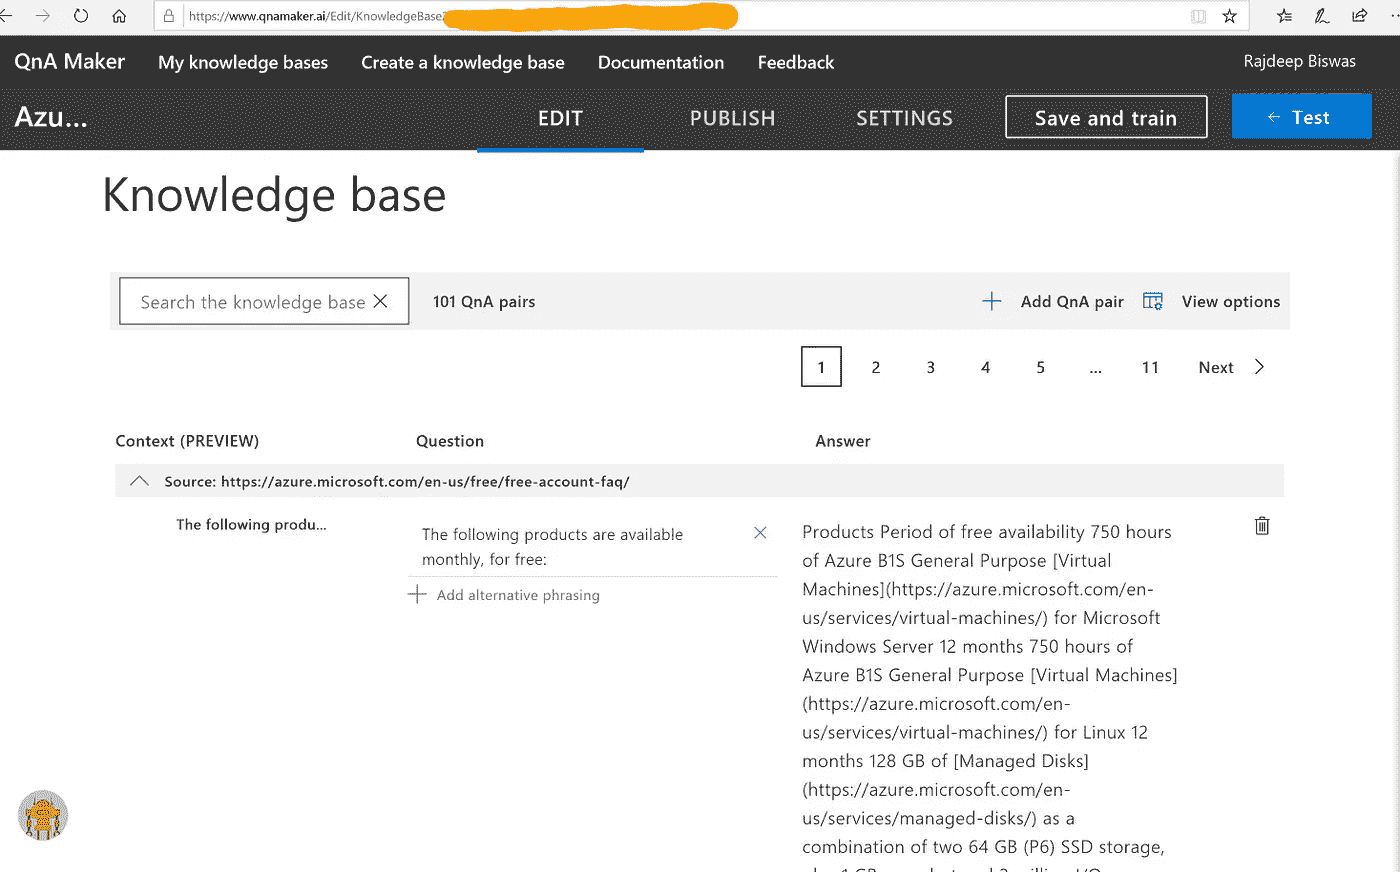 https://www.qnamaker.ai/Edit/KnowledgeBase
QnA Maker My knowledge bases Create a knowledge base Documentation Feedback Rajdeep Biswas
Azu... EDIT PUBLISH SETTINGS Save and train ← Test
Knowledge base
Search the knowledge base 101 QnA pairs Add QnA pair View options
1 2 3 4 5 ... 11 Next
Context (PREVIEW) Question Answer
Source: https://azure.microsoft.com/en-us/free/free-account-faq/
The following produ...
The following products are available
monthly, for free:
Add alternative phrasing
Products Period of free availability 750 hours
of Azure B1S General Purpose [Virtual
Machines](https://azure.microsoft.com/en-
us/services/virtual-machines/) for Microsoft
Windows Server 12 months 750 hours of
Azure B1S General Purpose [Virtual Machines]
(https://azure.microsoft.com/en-
us/services/virtual-machines/) for Linux 12
months 128 GB of [Managed Disks]
(https://azure.microsoft.com/en-
us/services/managed-disks/) as a
combination of two 64 GB (P6) SSD storage,